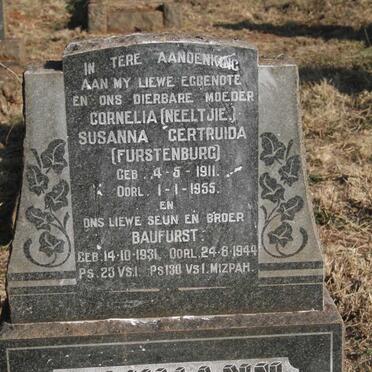 IN TERE AANDENKING
AAN MY LIEWE EGGENOTE
EN ONS DIERBARE MOEDER
CORNELIA (NEELTJIE)
SUSANNA GERTRUIDA
(FURSTENBURG)
GEB. 4-5-1911.
OORL. 1-1-1955.
EN
ONS LIEWE SEUN EN BROER
BAUFURST.
GEB. 14-10-1931. OORL. 24-8-1944
PS. 23 VS.1. PS 130 VS 1. MIZPAH.